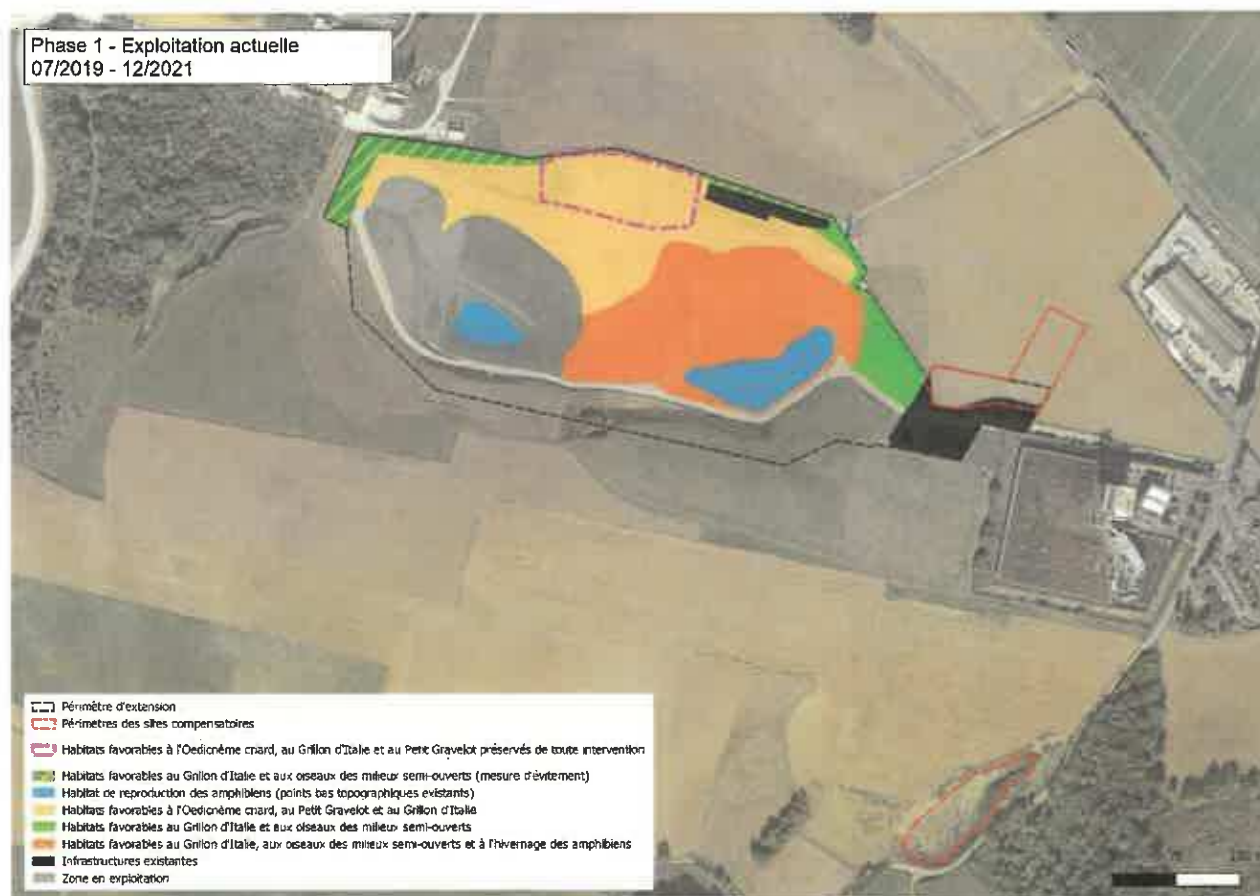 Phase 1 - Exploitation actuelle
07/2019 - 12/2021
Périmètre d'extension
Périmètres des sites compensatoires
Habitats favorables à l'Oedicnème criard, au Grillon d'Italie et au Petit Gravelot préservés de toute intervention
Habitats favorables au Grillon d'Italie et aux oiseaux des milieux semi-ouverts (mesure d'évitement)
Habitat de reproduction des amphibiens (points bas topographiques existants)
Habitats favorables à l'Oedicnème criard, au Petit Gravelot et au Grillon d'Italie
Habitats favorables au Grillon d'Italie et aux oiseaux des milieux semi-ouverts
Habitats favorables au Grillon d'Italie, aux oiseaux des milieux semi-ouverts et à l'hivernage des amphibiens
Infrastructures existantes
Zone en exploitation